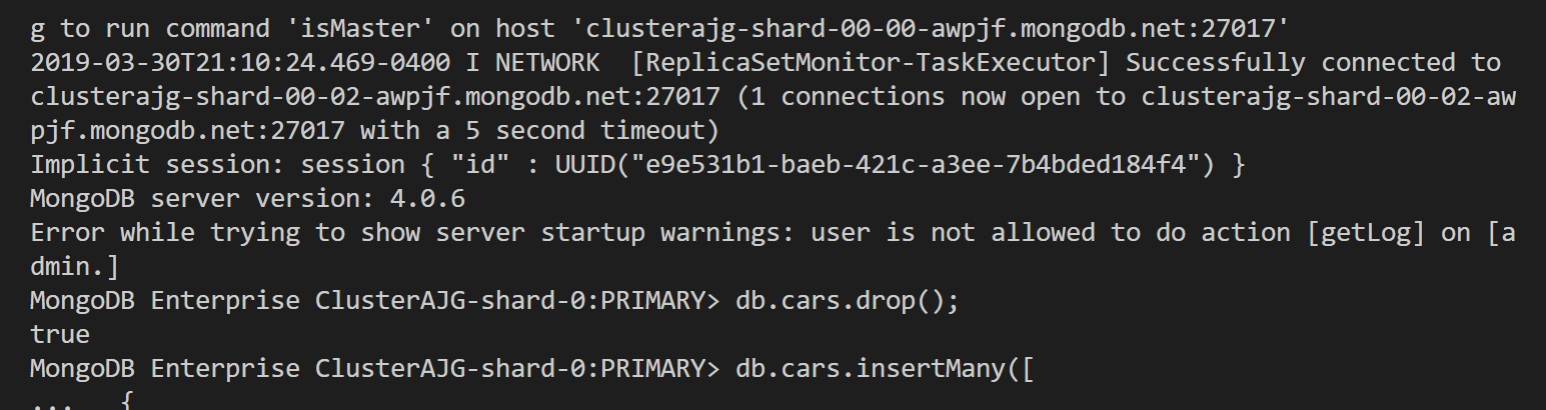 g to run command 'isMaster' on host 'clusterajg-shard-00-00-awpjf.mongodb.net:27017'
2019-03-30T21:10:24.469-0400 I NETWORK  [ReplicaSetMonitor-TaskExecutor] Successfully connected to
clusterajg-shard-00-02-awpjf.mongodb.net:27017 (1 connections now open to clusterajg-shard-00-02-aw
pjf.mongodb.net:27017 with a 5 second timeout)
Implicit session: session { "id" : UUID("e9e531b1-baeb-421c-a3ee-7b4bded184f4") }
MongoDB server version: 4.0.6
Error while trying to show server startup warnings: user is not allowed to do action [getLog] on [a
dmin.]
MongoDB Enterprise ClusterAJG-shard-0:PRIMARY> db.cars.drop();
true
MongoDB Enterprise ClusterAJG-shard-0:PRIMARY> db.cars.insertMany([
...   {